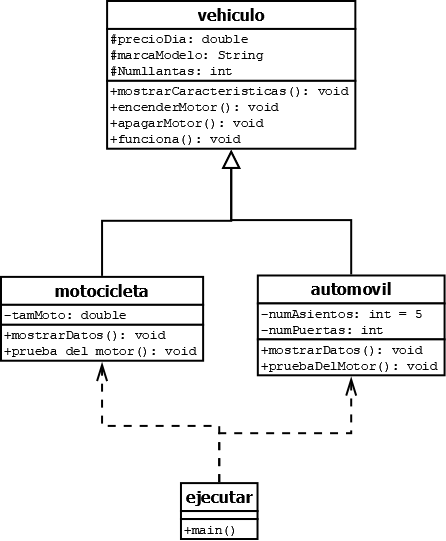 vehiculo
#precioDia: double
#marcaModelo: String
#Numllantas: int
+mostrarCaracteristicas(): void
+encenderMotor(): void
+apagarMotor(): void
+funciona(): void
motocicleta
-tamMoto: double
+mostrarDatos(): void
+prueba del motor(): void
automovil
-numAsientos: int = 5
-numPuertas: int
+mostrarDatos(): void
+pruebaDelMotor(): void
ejecutar
+main()